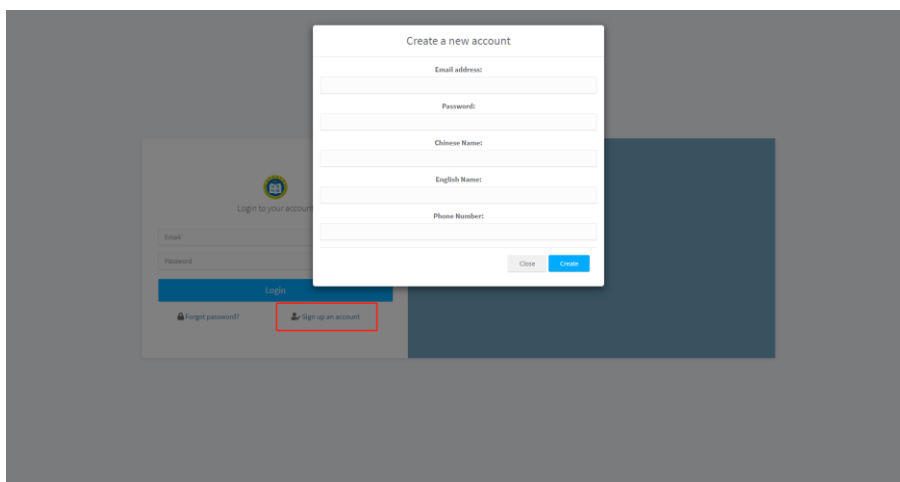 Create a new account
Email address:
Password:
Chinese Name:
English Name:
Phone Number:
Close
Create
Login to your account
Email
Password
Login
Forgot password?
Sign up an account